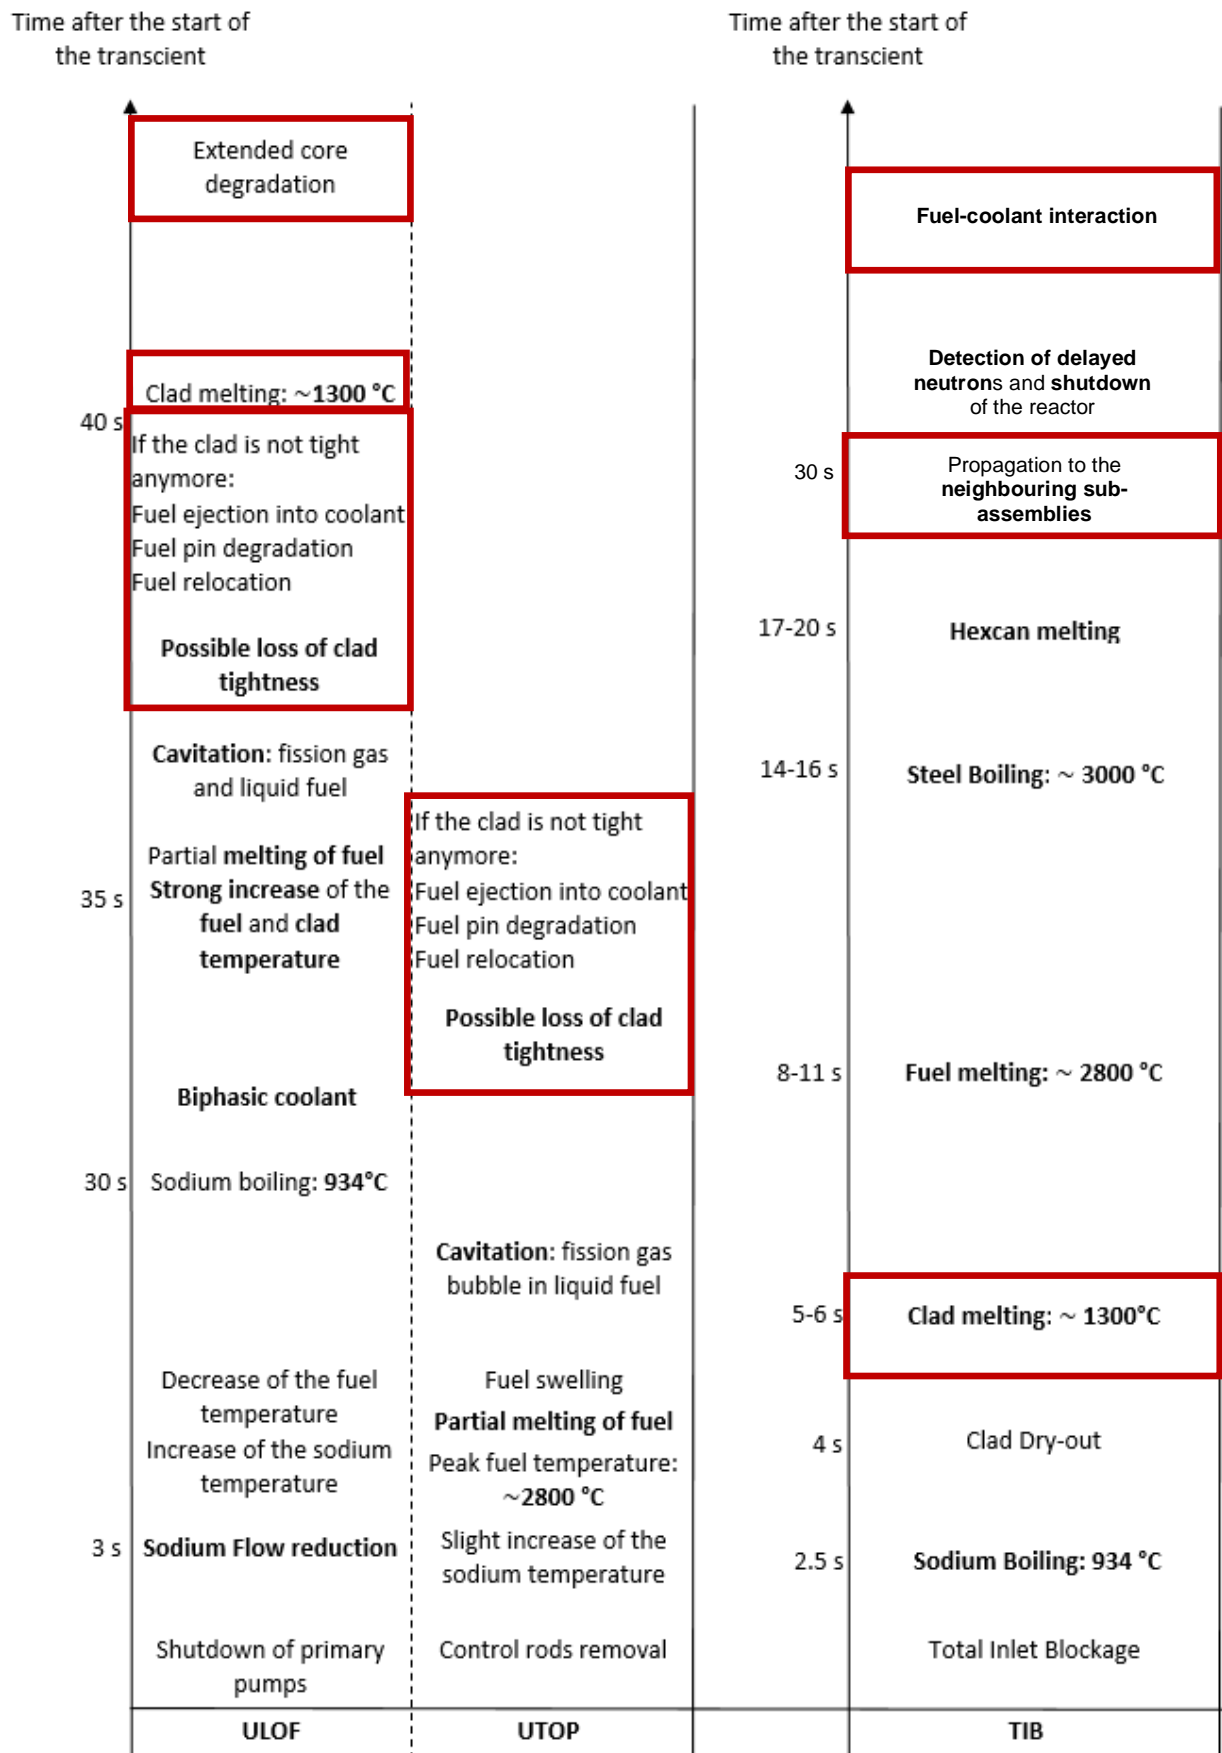 Time after the start of
the transcient
Extended core
degradation
Clad melting: ~1300 °C
40 s
If the clad is not tight
anymore:
Fuel ejection into coolant
Fuel pin degradation
Fuel relocation
Possible loss of clad
tightness
Cavitation: fission gas
and liquid fuel
Partial melting of fuel
Strong increase of the
35 s
fuel and clad
temperature
Biphasic coolant
30 s
Sodium boiling: 934°C
Decrease of the fuel
temperature
Increase of the sodium
temperature
3 s
Sodium Flow reduction
Shutdown of primary
pumps
ULOF
If the clad is not tight
anymore:
Fuel ejection into coolant
Fuel pin degradation
Fuel relocation
Possible loss of clad
tightness
Cavitation: fission gas
bubble in liquid fuel
Fuel swelling
Partial melting of fuel
Peak fuel temperature:
~2800 °C
Slight increase of the
sodium temperature
Control rods removal
UTOP
Time after the start of
the transcient
Fuel-coolant interaction
Detection of delayed
neutrons and shutdown
of the reactor
30 s
Propagation to the
neighbouring sub-
assemblies
17-20 s
Hexcan melting
14-16 s
Steel Boiling: ~ 3000 °C
8-11 s
Fuel melting: ~ 2800 °C
5-6 s
Clad melting: ~ 1300°C
4 s
Clad Dry-out
2.5 s
Sodium Boiling: 934 °C
Total Inlet Blockage
TIB